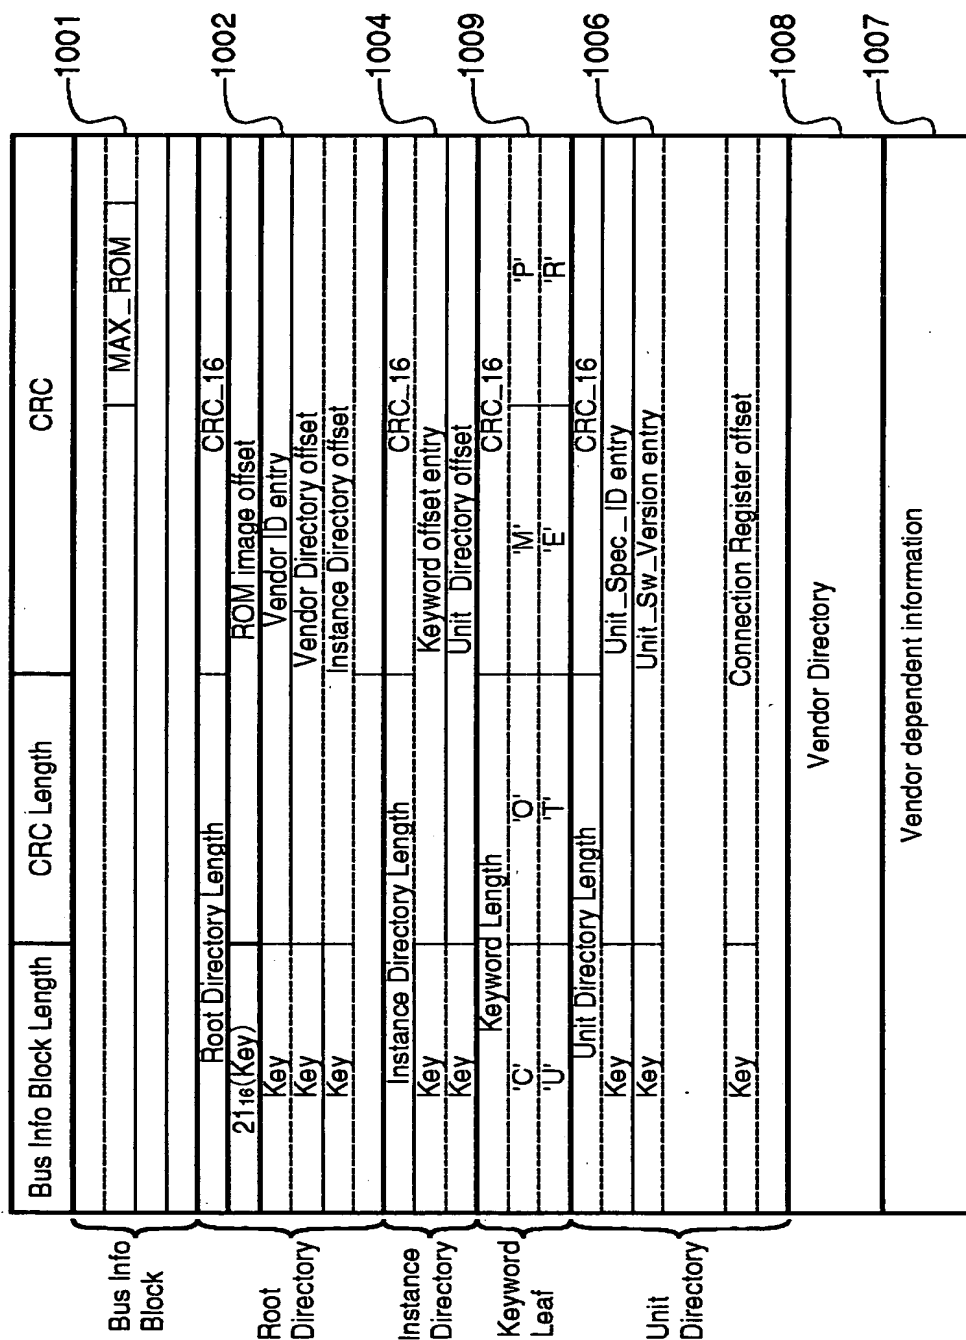 Bus Info Block Length CRC Length CRC
Bus Info
Block
MAX_ROM
1001
Root
Directory
Root Directory Length CRC_16
1002
21₁₆(Key) ROM image offset
Key Vendor ID entry
Key Vendor Directory offset
Key Instance Directory offset
Instance
Directory
Instance Directory Length CRC_16
1004
Key Keyword offset entry
Key Unit_Directory offset
Keyword
Leaf
Keyword Length CRC_16
1009
'C' 'O' 'M' 'P'
'U' 'T' 'E' 'R'
Unit
Directory
Unit Directory Length CRC_16
1006
Key Unit_Spec_ID entry
Key Unit_Sw_Version entry
Key Connection Register offset
Vendor Directory
1008
Vendor dependent information
1007